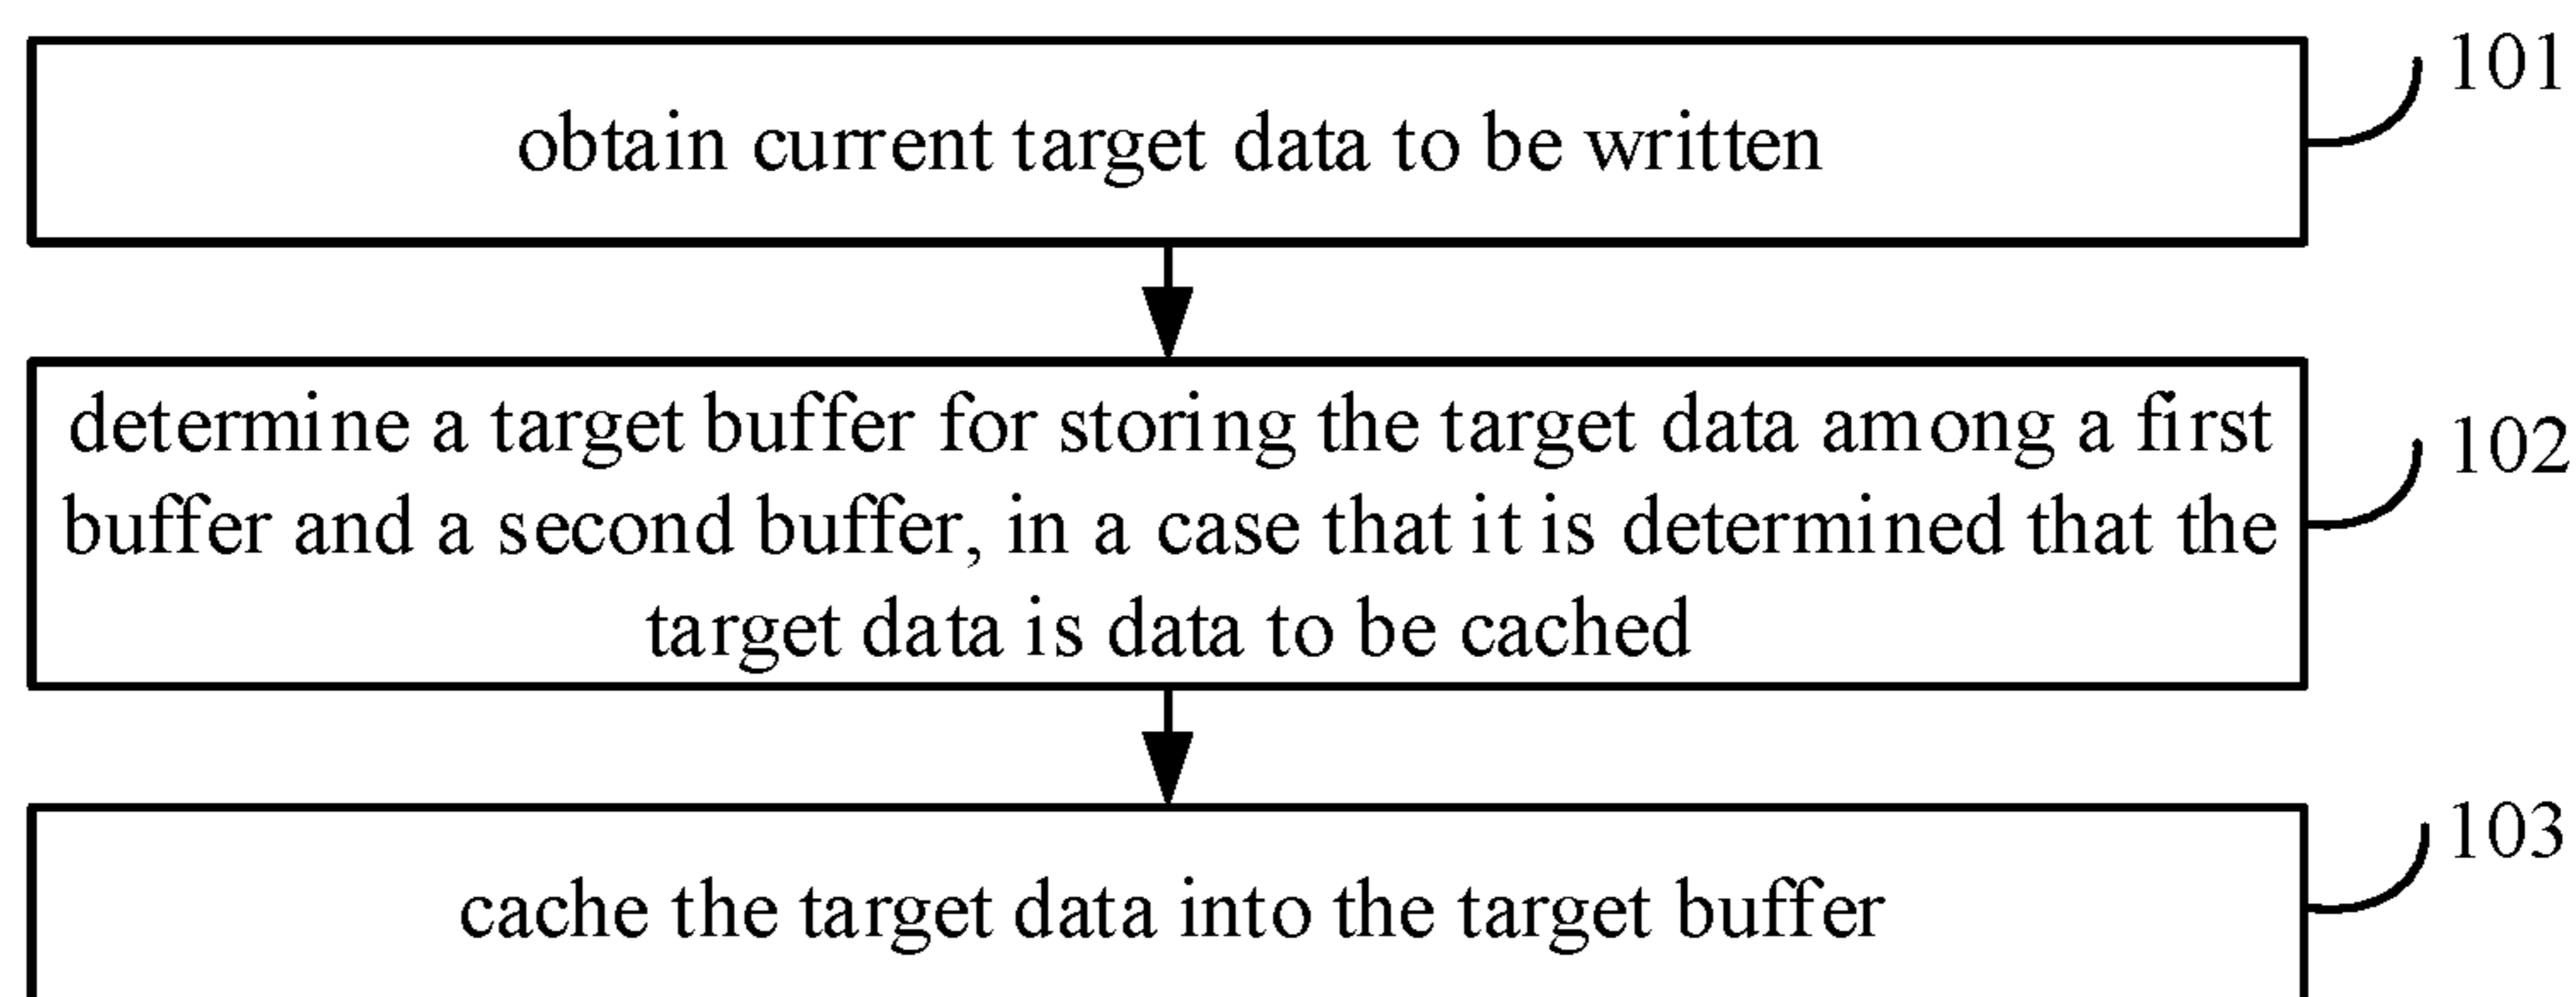 101
obtain current target data to be written
determine a target buffer for storing the target data among a first
102
buffer and a second buffer, in a case that it is determined that the
target data is data to be cached
103
cache the target data into the target buffer